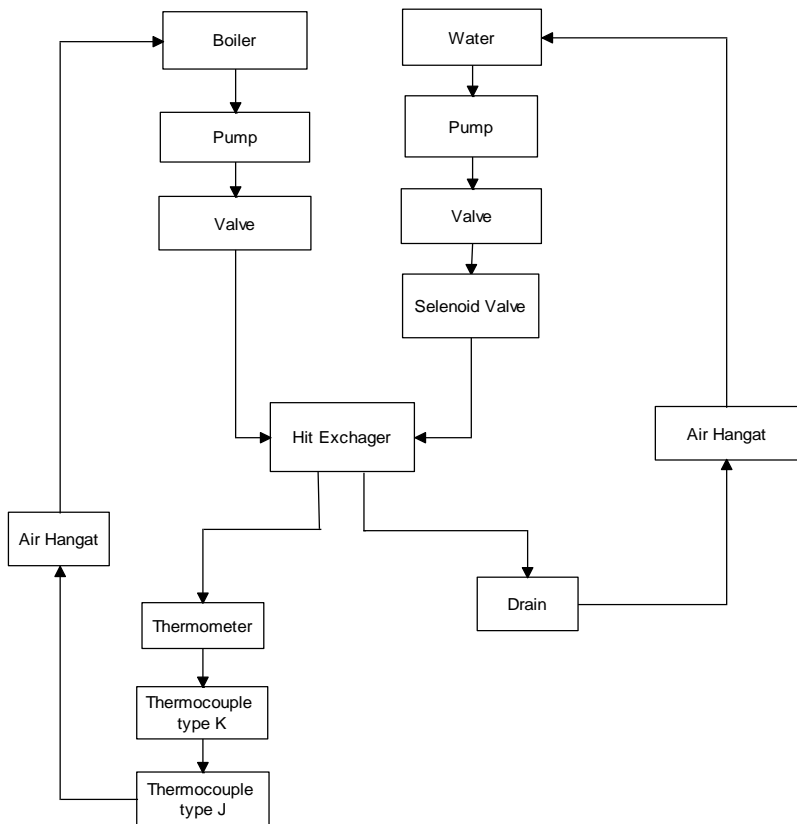 Boiler
Water
Pump
Pump
Valve
Valve
Selenoid Valve
Hit Exchager
Air Hangat
Air Hangat
Drain
Thermometer
Thermocouple
type K
Thermocouple
type J